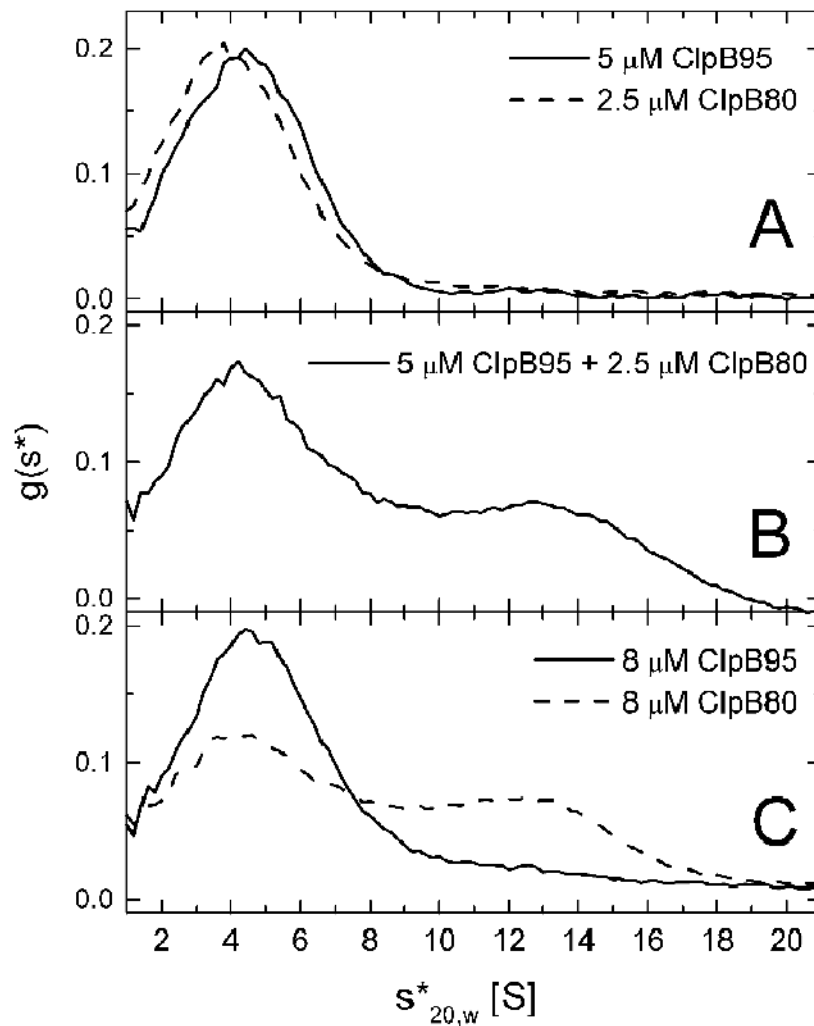 0.2
5 μM ClpB95
2.5 μM ClpB80
0.1
A
0.0
0.2
5 μM ClpB95 + 2.5 μM ClpB80
g(s*)
0.1
B
0.0
0.2
8 μM ClpB95
8 μM ClpB80
0.1
C
0.0
2 4 6 8 10 12 14 16 18 20
s*20,w [S]